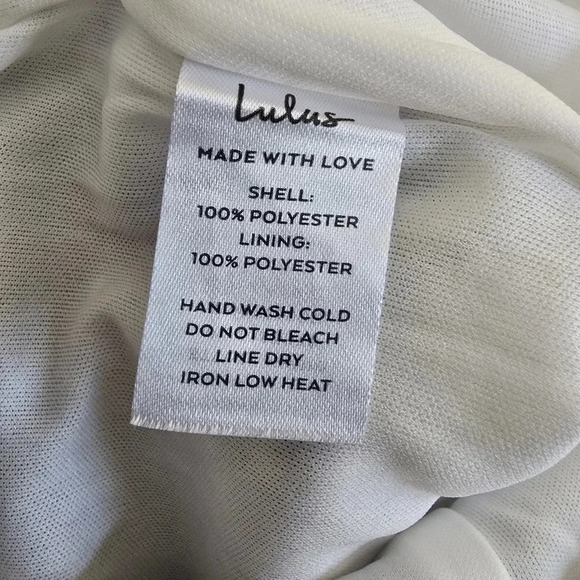 Lulus
MADE WITH LOVE
SHELL:
100% POLYESTER
LINING:
100% POLYESTER
HAND WASH COLD
DO NOT BLEACH
LINE DRY
IRON LOW HEAT